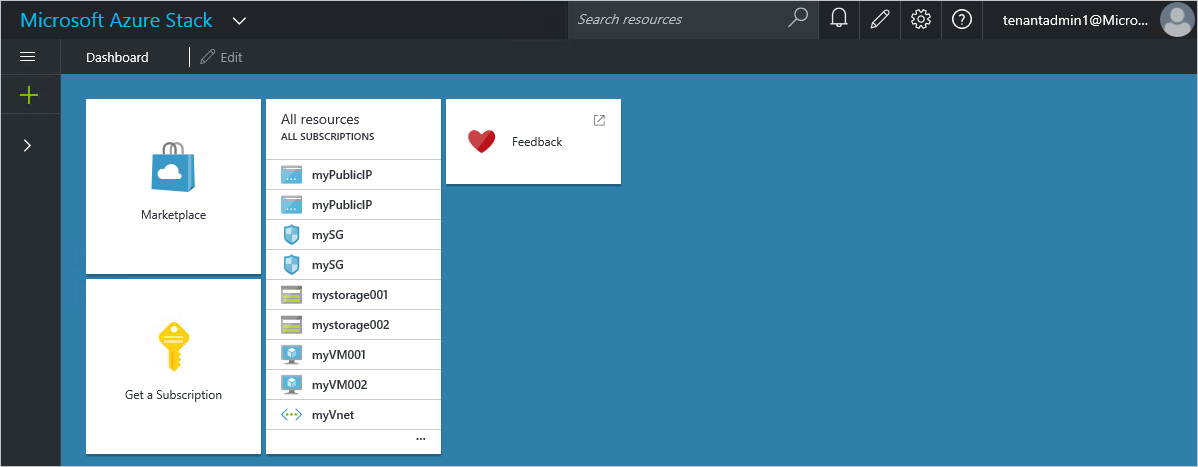 Microsoft Azure Stack
Search resources
tenantadmin1@Micro...
Dashboard
Edit
Marketplace
Get a Subscription
All resources
ALL SUBSCRIPTIONS
myPublicIP
myPublicIP
mySG
mySG
mystorage001
mystorage002
myVM001
myVM002
myVnet
...
Feedback